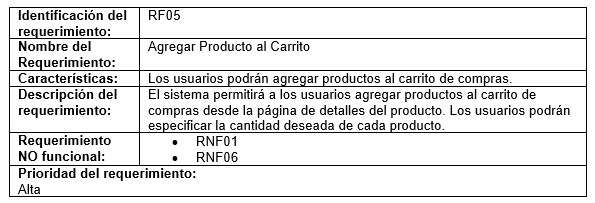 Identificación del requerimiento: RF05
Nombre del Requerimiento: Agregar Producto al Carrito
Características: Los usuarios podrán agregar productos al carrito de compras.
Descripción del requerimiento: El sistema permitirá a los usuarios agregar productos al carrito de
compras desde la página de detalles del producto. Los usuarios podrán
especificar la cantidad deseada de cada producto.
Requerimiento NO funcional:
• RNF01
• RNF06
Prioridad del requerimiento:
Alta